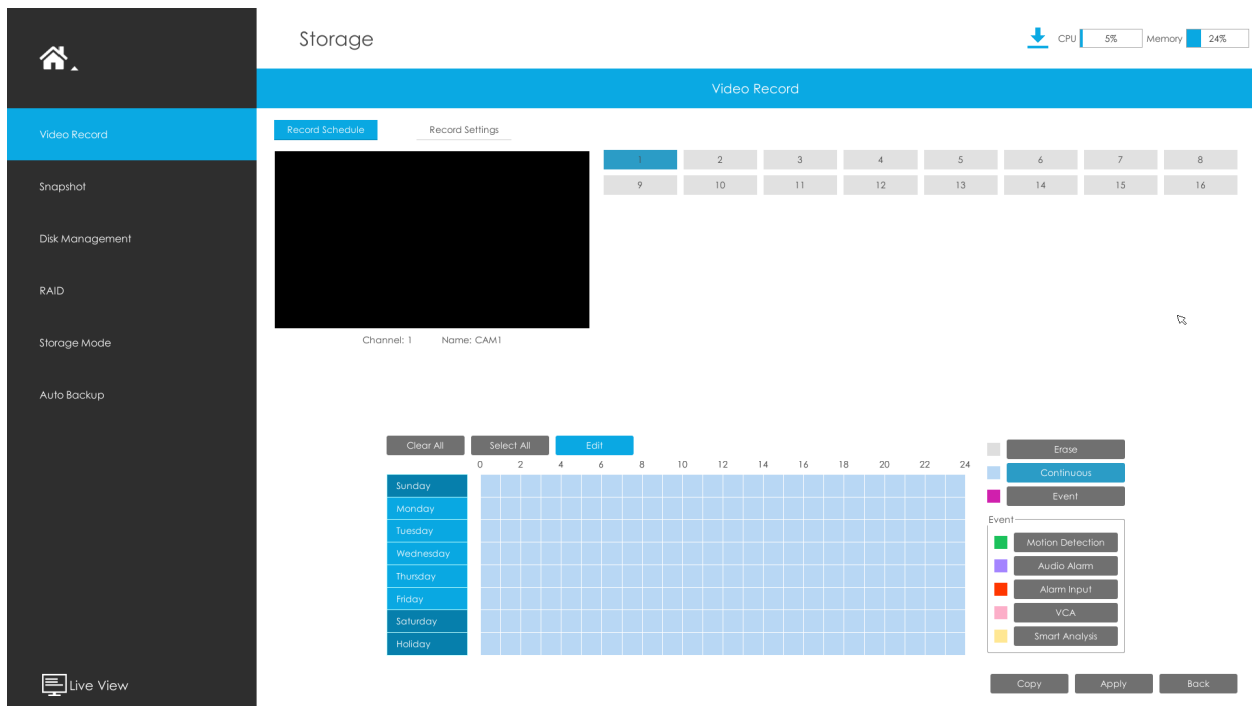 Storage
CPU 5% Memory 24%
Video Record
Video Record
Snapshot
Disk Management
RAID
Storage Mode
Auto Backup
Live View
Record Schedule Record Settings
1 2 3 4 5 6 7 8
9 10 11 12 13 14 15 16
Channel: 1 Name: CAM1
Clear All Select All Edit
0 2 4 6 8 10 12 14 16 18 20 22 24
Sunday
Monday
Tuesday
Wednesday
Thursday
Friday
Saturday
Holiday
Erase
Continuous
Event
Event
Motion Detection
Audio Alarm
Alarm Input
VCA
Smart Analysis
Copy Apply Back